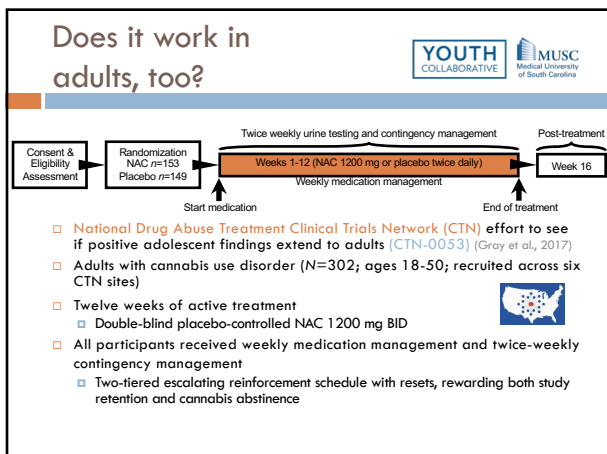 Does it work in
adults, too?
YOUTH
COLLABORATIVE
MUSC
Medical University
of South Carolina
Twice weekly urine testing and contingency management
Post-treatment
Consent &
Eligibility
Assessment
Randomization
NAC n=153
Placebo n=149
Weeks 1-12 (NAC 1200 mg or placebo twice daily)
Week 16
Weekly medication management
Start medication
End of treatment
National Drug Abuse Treatment Clinical Trials Network (CTN) effort to see
if positive adolescent findings extend to adults (CTN-0053) (Gray et al., 2017)
Adults with cannabis use disorder (N=302; ages 18-50; recruited across six
CTN sites)
Twelve weeks of active treatment
Double-blind placebo-controlled NAC 1200 mg BID
All participants received weekly medication management and twice-weekly
contingency management
Two-tiered escalating reinforcement schedule with resets, rewarding both study
retention and cannabis abstinence